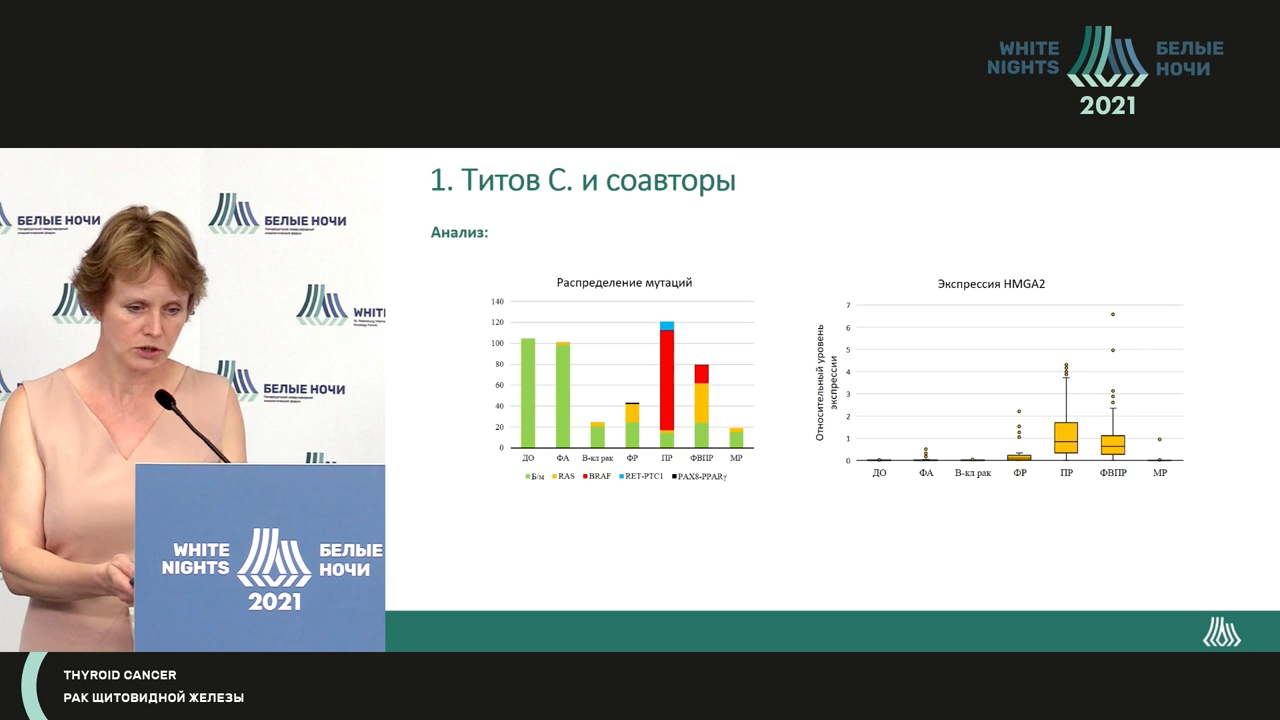 WHITE
NIGHTS
БЕЛЫЕ
НОЧИ
2021
1. Титов С. и соавторы
Анализ:
Распределение мутаций
140
120
100
80
60
40
20
0
ДО ФА В-кл рак ФР ПР ФВПР МР
Б/м RAS BRAF RET-PTC1 PAX8-PPARγ
Экспрессия HMGA2
Относительный уровень
экспрессии
7
6
5
4
3
2
1
0
ДО ФА В-кл рак ФР ПР ФВПР МР
БЕЛЫЕ НОЧИ
БЕЛЫЕ НОЧИ
WHITE
БЕЛЫЕ НОЧИ
WHITE
NIGHTS
БЕЛЫЕ
НОЧИ
2021
THYROID CANCER
РАК ЩИТОВИДНОЙ ЖЕЛЕЗЫ